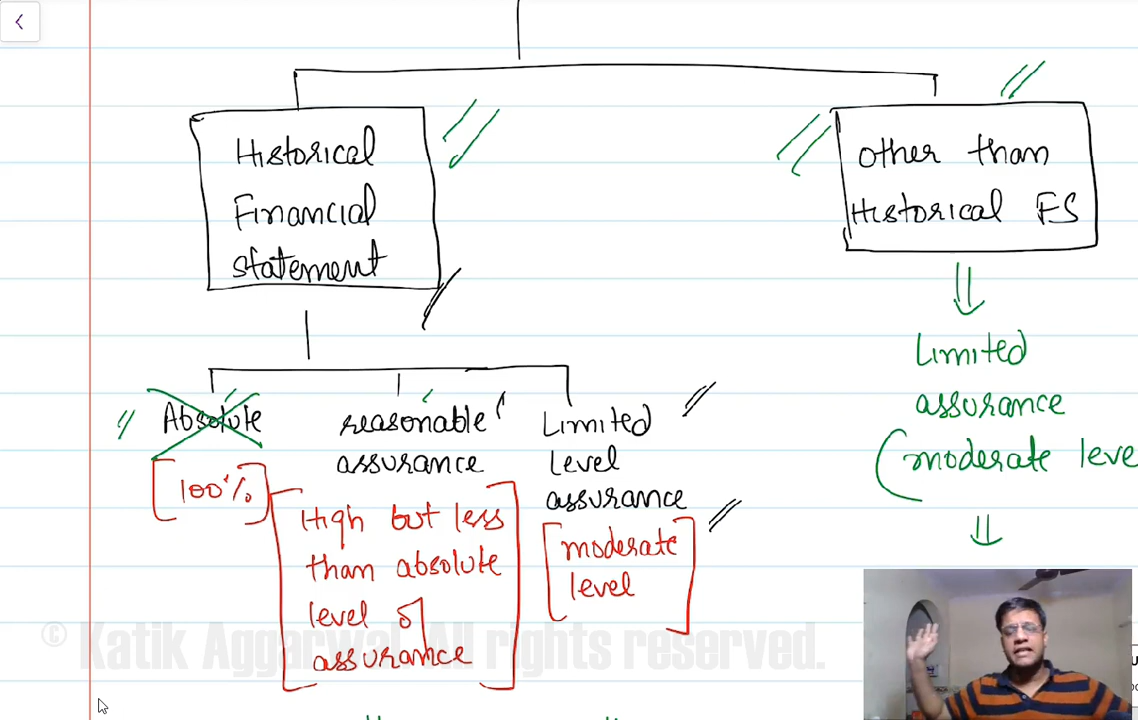 Historical
Financial
statement
other than
Historical FS
Limited
assurance
(moderate leve
Absolute
[100%]
reasonable
assurance
[High but less
than absolute
level of
assurance]
Limited
Level
assurance
[moderate
level]
© Katik Aggarwal All rights reserved.